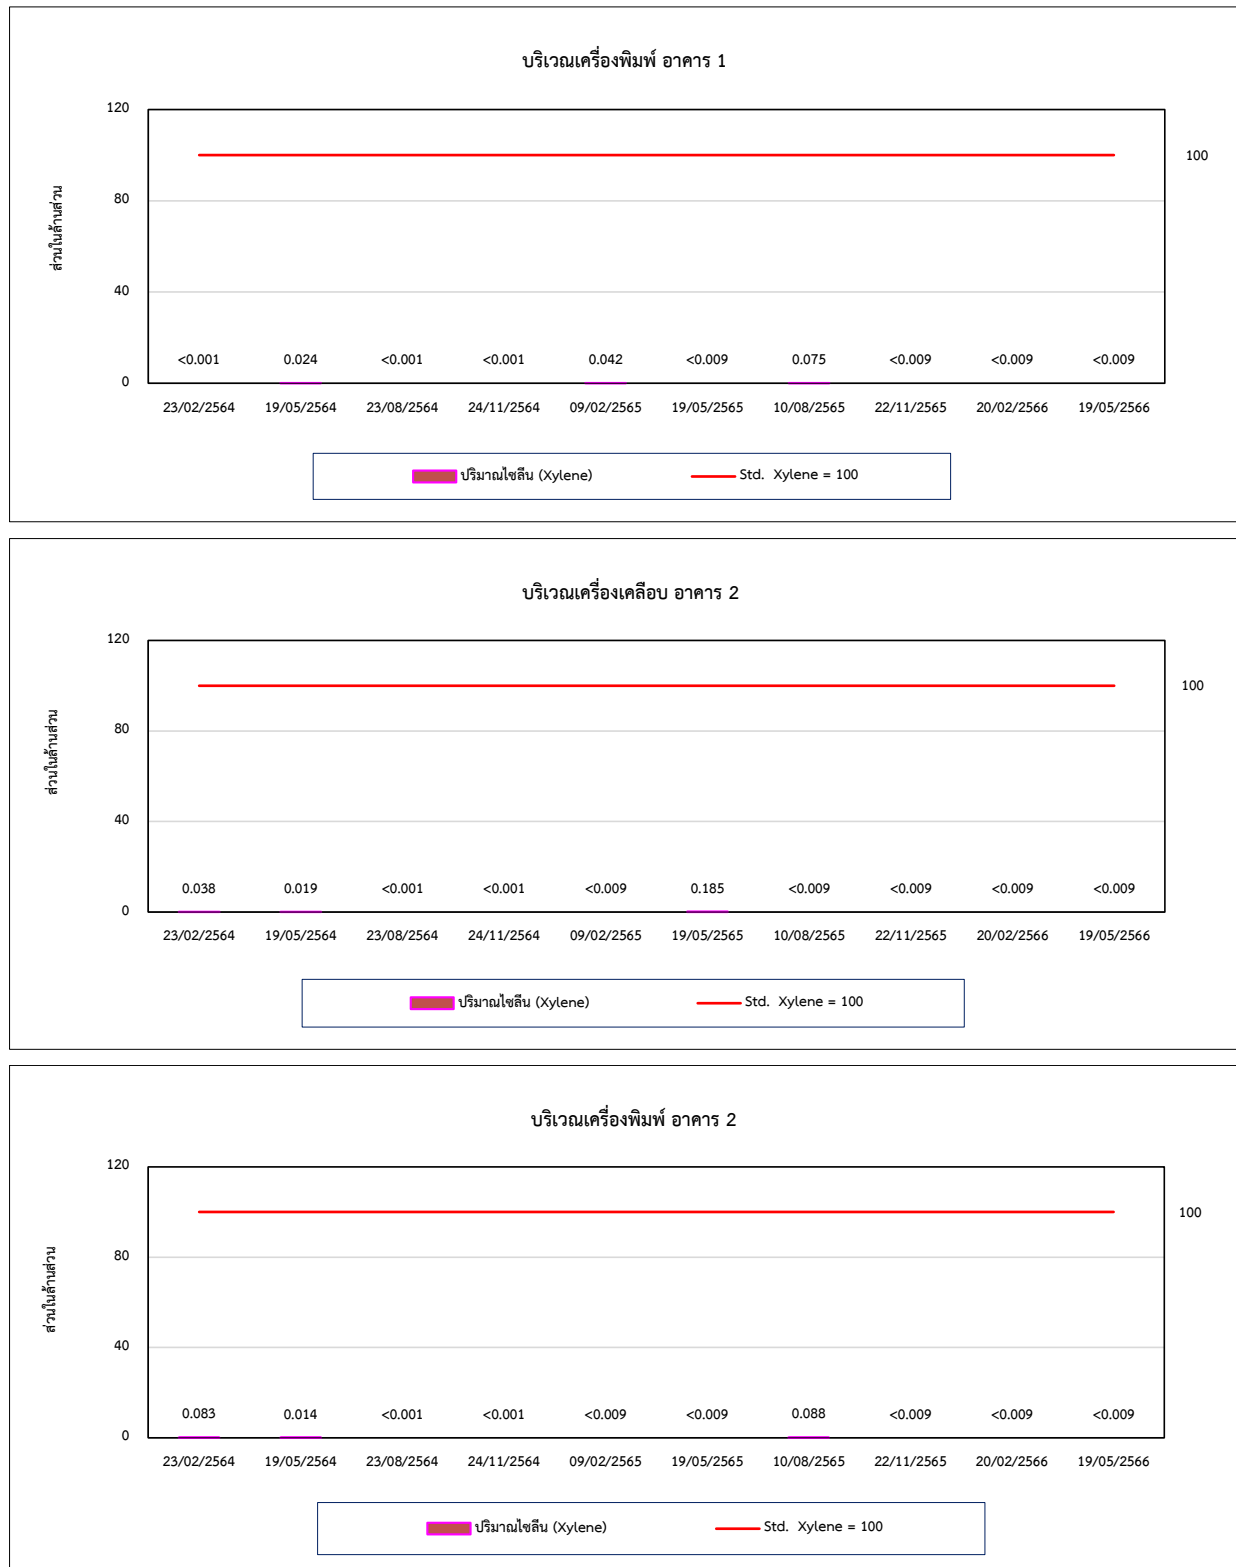 บริเวณเครื่องพิมพ์ อาคาร 1
120
100
80
ส่วนในล้านส่วน
40
<0.001 0.024 <0.001 <0.001 0.042 <0.009 0.075 <0.009 <0.009 <0.009
0
23/02/2564 19/05/2564 23/08/2564 24/11/2564 09/02/2565 19/05/2565 10/08/2565 22/11/2565 20/02/2566 19/05/2566
ปริมาณไซลีน (Xylene) Std. Xylene = 100
บริเวณเครื่องเคลือบ อาคาร 2
120
100
80
ส่วนในล้านส่วน
40
0.038 0.019 <0.001 <0.001 <0.009 0.185 <0.009 <0.009 <0.009 <0.009
0
23/02/2564 19/05/2564 23/08/2564 24/11/2564 09/02/2565 19/05/2565 10/08/2565 22/11/2565 20/02/2566 19/05/2566
ปริมาณไซลีน (Xylene) Std. Xylene = 100
บริเวณเครื่องพิมพ์ อาคาร 2
120
100
80
ส่วนในล้านส่วน
40
0.083 0.014 <0.001 <0.001 <0.009 <0.009 0.088 <0.009 <0.009 <0.009
0
23/02/2564 19/05/2564 23/08/2564 24/11/2564 09/02/2565 19/05/2565 10/08/2565 22/11/2565 20/02/2566 19/05/2566
ปริมาณไซลีน (Xylene) Std. Xylene = 100